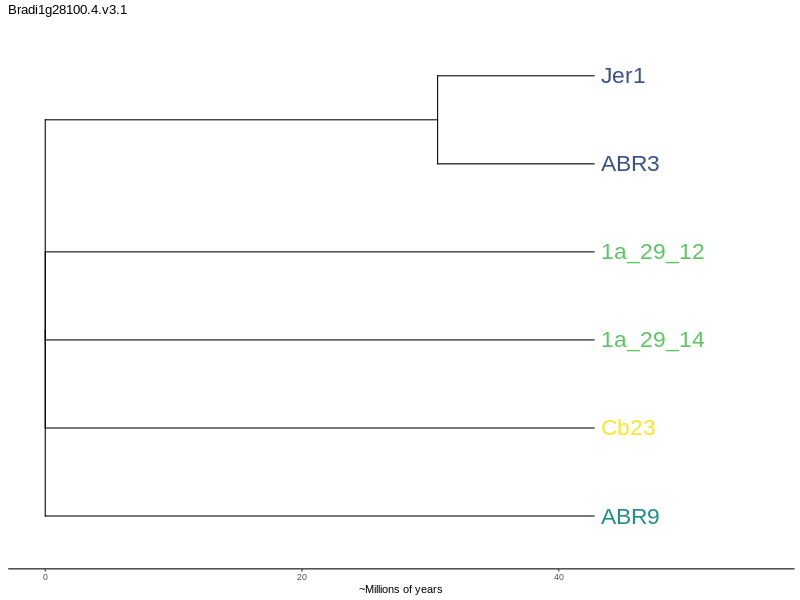 Bradi1g28100.4.v3.1
Jer1
ABR3
1a_29_12
1a_29_14
Cb23
ABR9
0 20 40
~Millions of years